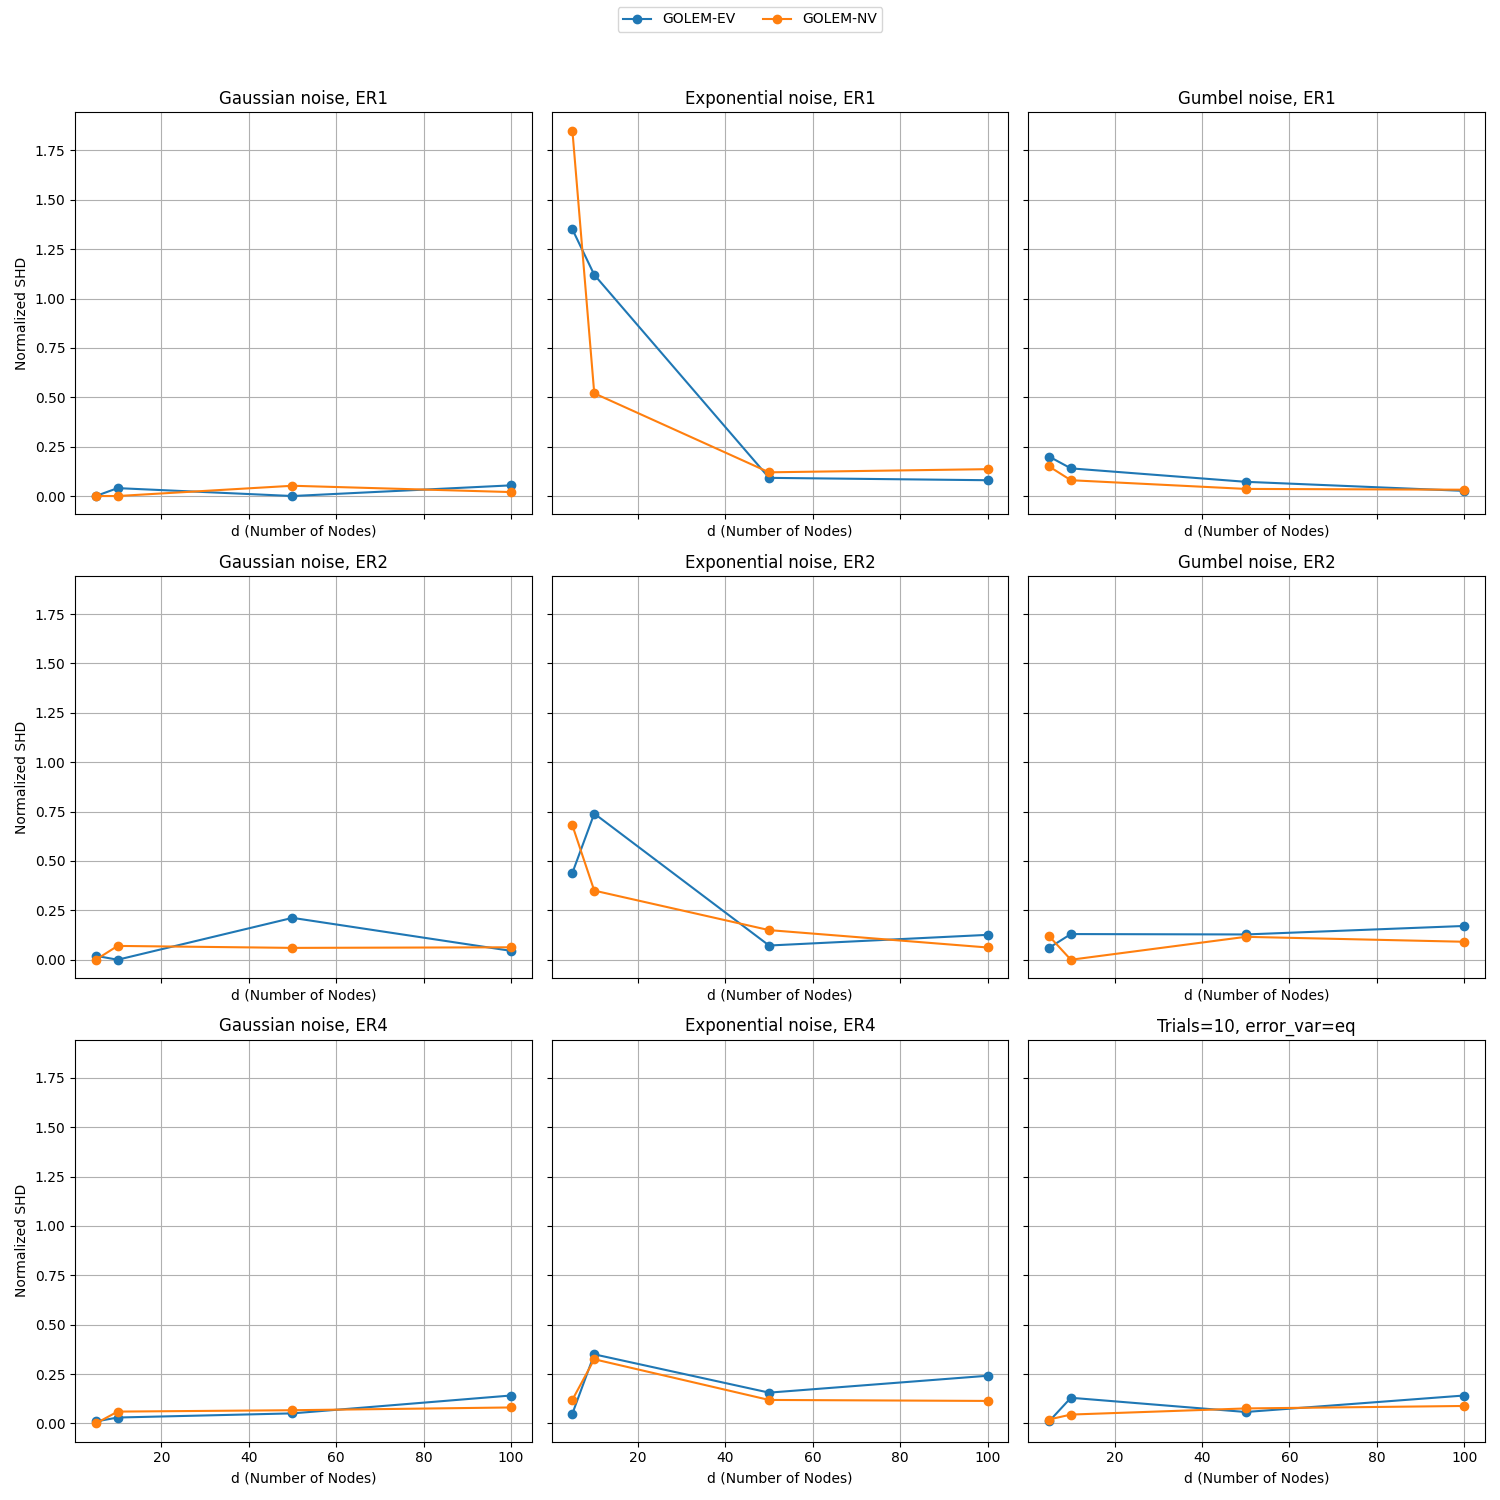 GOLEM-EV GOLEM-NV
Gaussian noise, ER1
Exponential noise, ER1
Gumbel noise, ER1
Normalized SHD
1.75
1.50
1.25
1.00
0.75
0.50
0.25
0.00
d (Number of Nodes)
d (Number of Nodes)
d (Number of Nodes)
Gaussian noise, ER2
Exponential noise, ER2
Gumbel noise, ER2
Normalized SHD
1.75
1.50
1.25
1.00
0.75
0.50
0.25
0.00
d (Number of Nodes)
d (Number of Nodes)
d (Number of Nodes)
Gaussian noise, ER4
Exponential noise, ER4
Trials=10, error_var=eq
Normalized SHD
1.75
1.50
1.25
1.00
0.75
0.50
0.25
0.00
20 40 60 80 100
20 40 60 80 100
20 40 60 80 100
d (Number of Nodes)
d (Number of Nodes)
d (Number of Nodes)